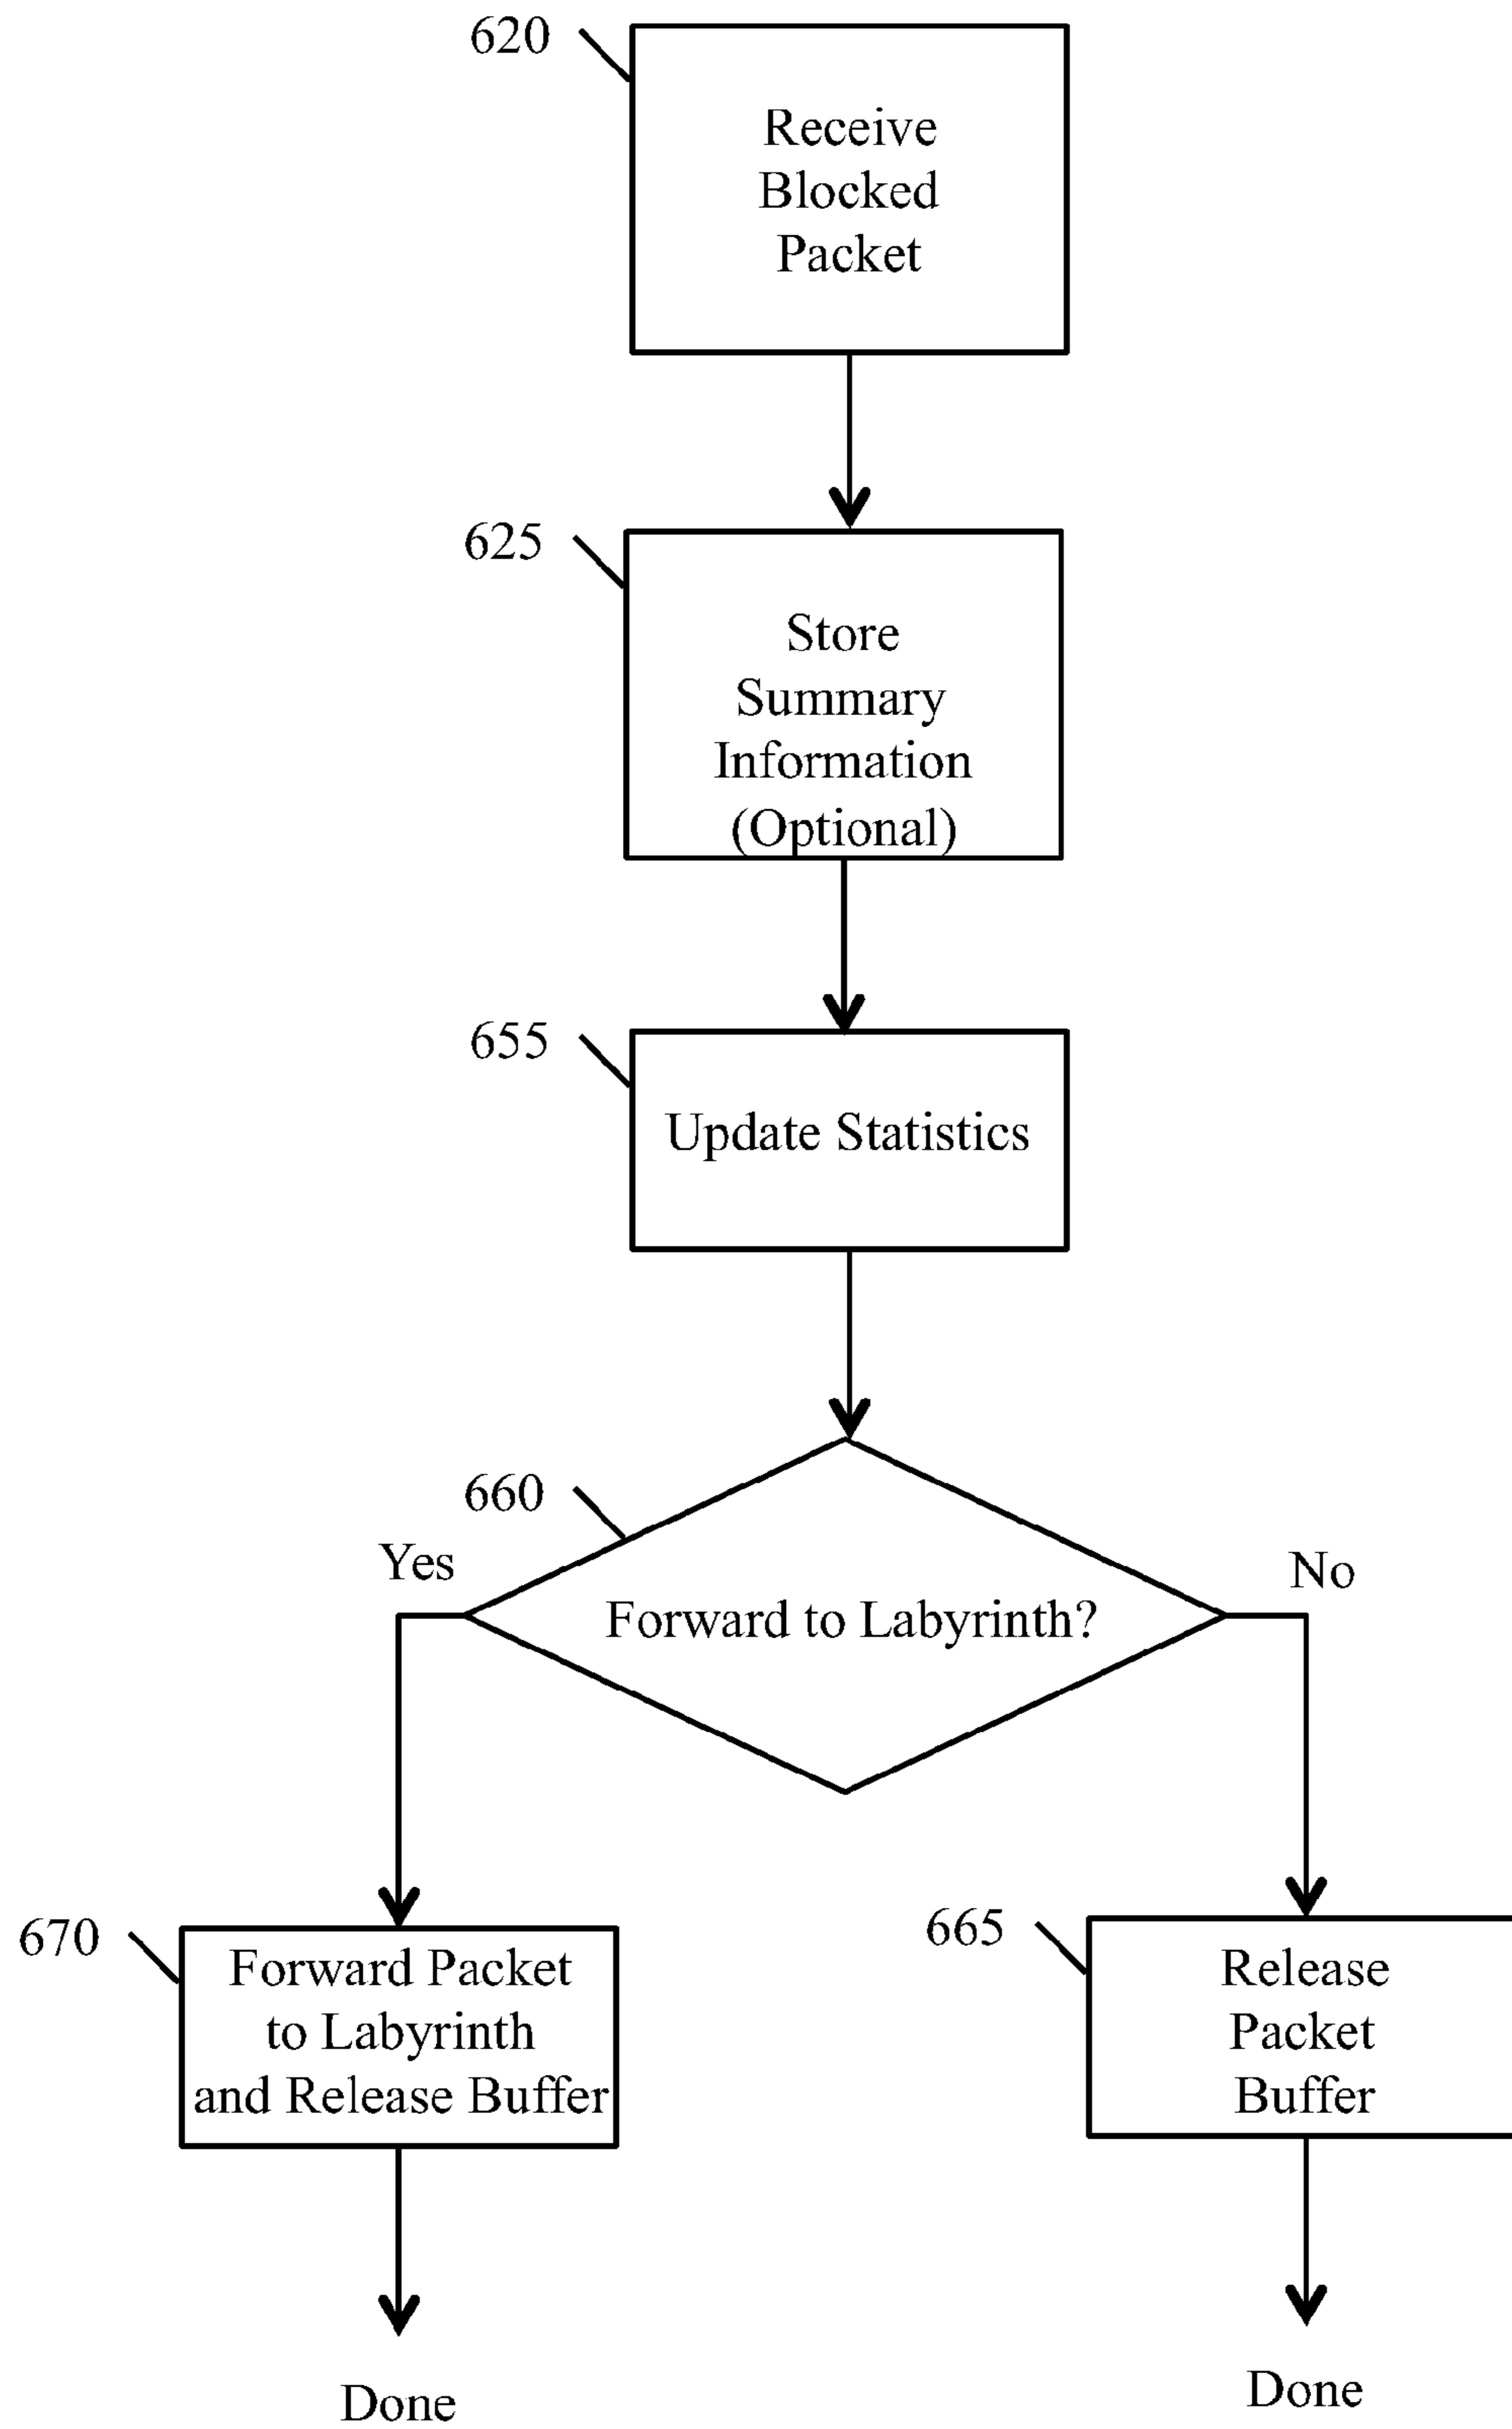 620
Receive
Blocked
Packet
625
Store
Summary
Information
(Optional)
655
Update Statistics
660
Yes
No
Forward to Labyrinth?
670
Forward Packet
to Labyrinth
and Release Buffer
665
Release
Packet
Buffer
Done
Done